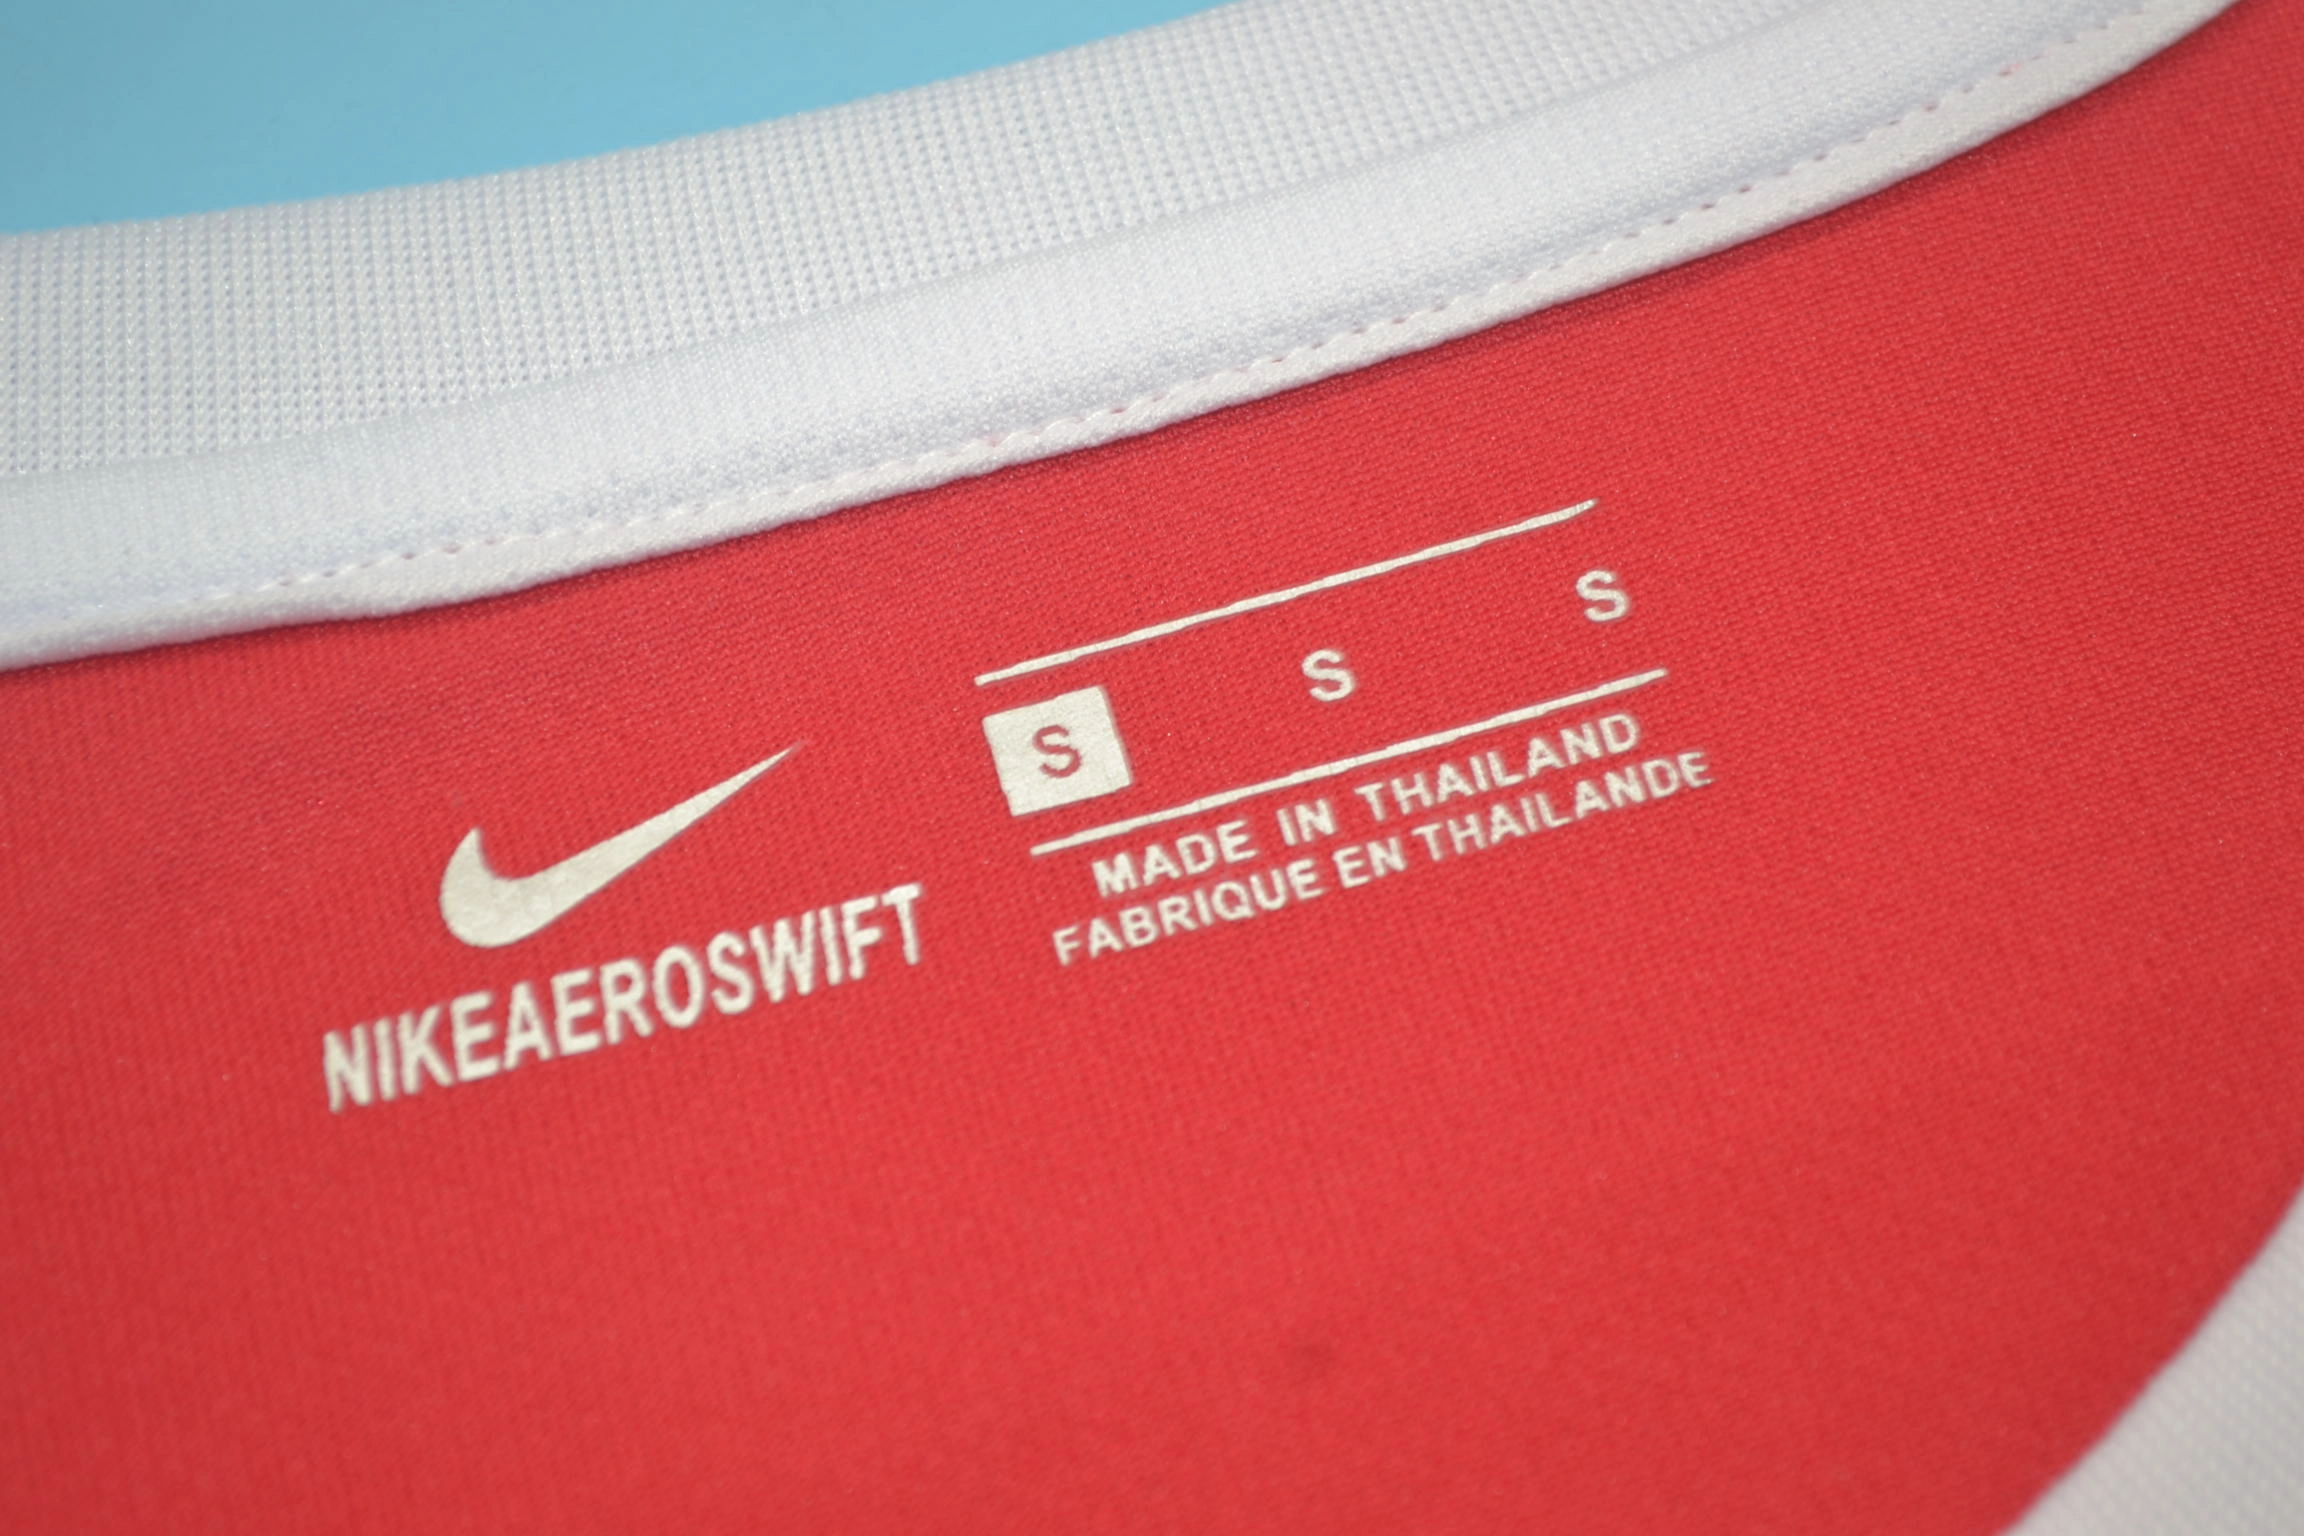 NIKEAEROSWIFT
S S S
MADE IN THAILAND
FABRIQUE EN THAILANDE